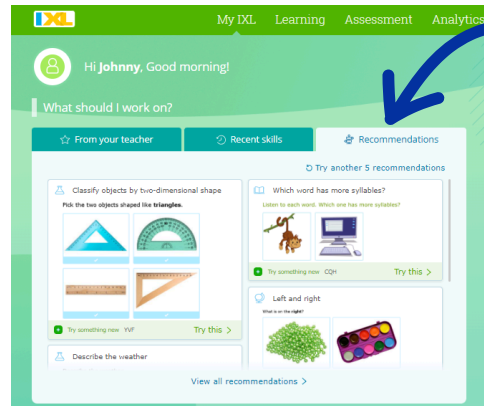 IXL
My IXL Learning Assessment Analytics
Hi Johnny, Good morning!
What should I work on?
From your teacher
Recent skills
Recommendations
Try another 5 recommendations
Classify objects by two-dimensional shape
Pick the two objects shaped like triangles.
Try something new YVF
Try this >
Describe the weather
Which word has more syllables?
Listen to each word. Which one has more syllables?
Try something new CQH
Try this >
Left and right
What is on the right?
View all recommendations >